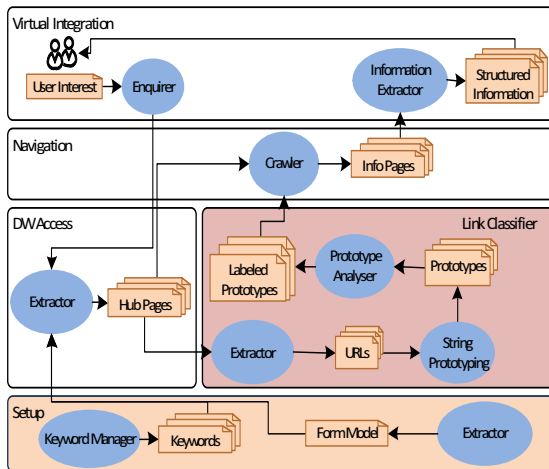 Virtual Integration
User Interest
Enquirer
Information
Extractor
Structured
Information
Navigation
Crawler
Info Pages
DW Access
Extractor
Hub Pages
Link Classifier
Labeled
Prototypes
Prototype
Analyser
Prototypes
Extractor
URLs
String
Prototyping
Setup
Keyword Manager
Keywords
Form Model
Extractor